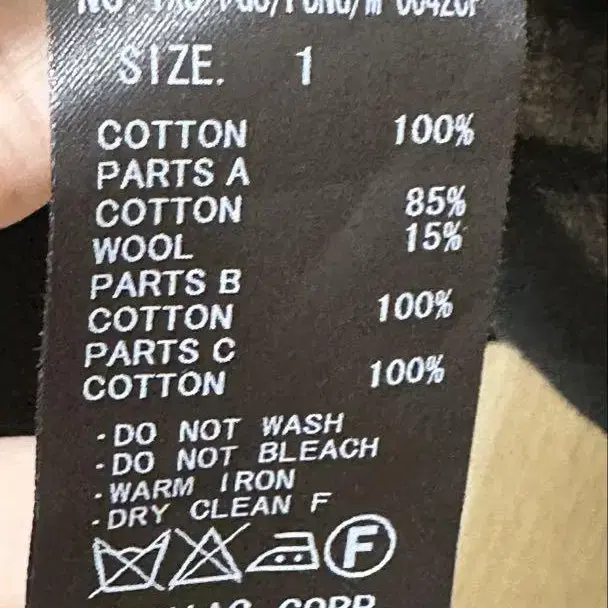 SIZE. 1
COTTON 100%
PARTS A
COTTON 85%
WOOL 15%
PARTS B
COTTON 100%
PARTS C
COTTON 100%
·DO NOT WASH
·DO NOT BLEACH
·WARM IRON
·DRY CLEAN F
F
CORP